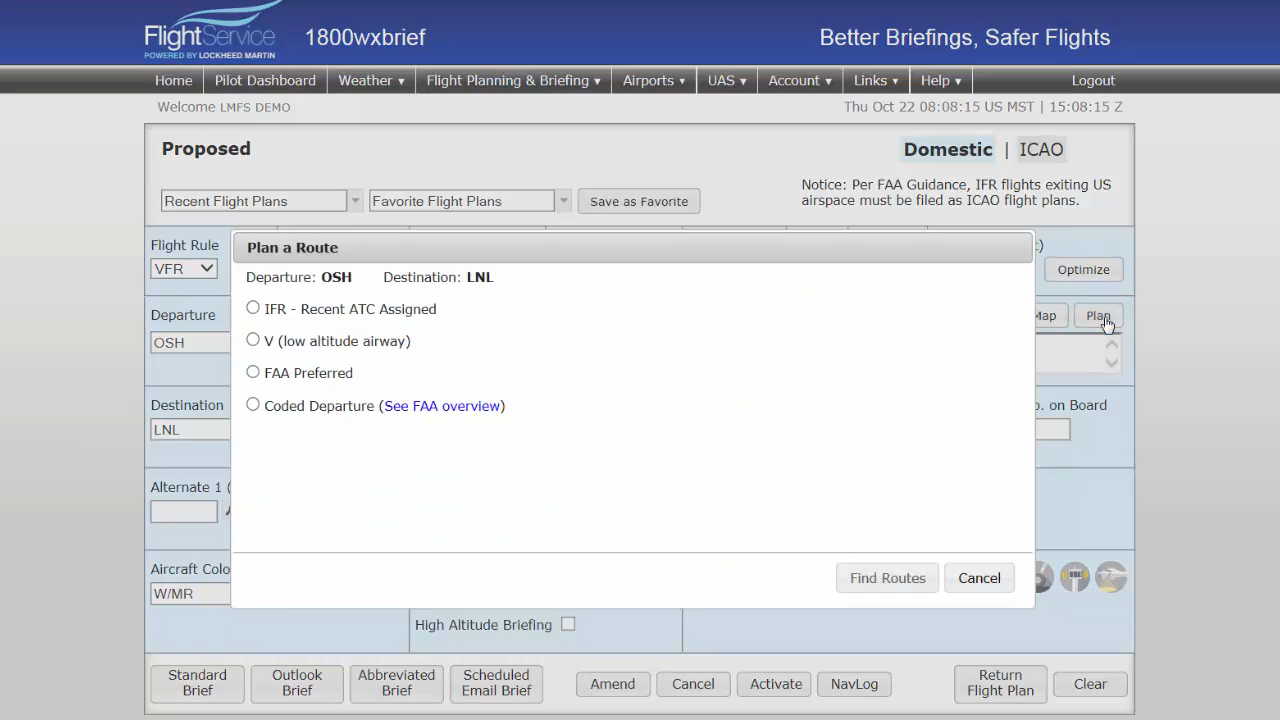 FlightService
POWERED BY LOCKHEED MARTIN
1800wxbrief
Better Briefings, Safer Flights
Home
Pilot Dashboard
Weather ▾
Flight Planning & Briefing ▾
Airports ▾
UAS ▾
Account ▾
Links ▾
Help ▾
Logout
Welcome LMFS DEMO
Thu Oct 22 08:08:15 US MST | 15:08:15 Z
Proposed
Domestic | ICAO
Notice: Per FAA Guidance, IFR flights exiting US
airspace must be filed as ICAO flight plans.
Recent Flight Plans
Favorite Flight Plans
Save as Favorite
Flight Rule
VFR
Optimize
Plan a Route
Departure: OSH
Destination: LNL
IFR - Recent ATC Assigned
V (low altitude airway)
FAA Preferred
Coded Departure (See FAA overview)
Find Routes
Cancel
Departure
OSH
Map
Plan
Destination
LNL
. on Board
Alternate 1 (
Aircraft Colo
W/MR
High Altitude Briefing
Standard
Brief
Outlook
Brief
Abbreviated
Brief
Scheduled
Email Brief
Amend
Cancel
Activate
NavLog
Return
Flight Plan
Clear